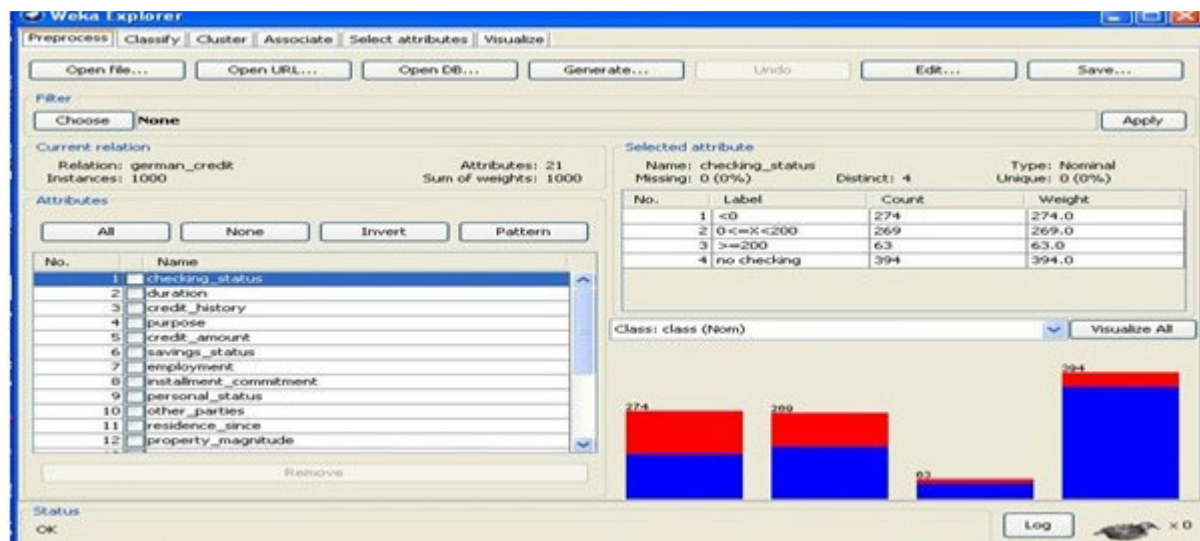 Weka Explorer
Preprocess Classify Cluster Associate Select attributes Visualize
Open file... Open URL... Open DB... Generate... Undo Edit... Save...
Filter
Choose None Apply
Current relation
Relation: german_credit Attributes: 21
Instances: 1000 Sum of weights: 1000
Attributes
All None Invert Pattern
No. Name
1 checking_status
2 duration
3 credit_history
4 purpose
5 credit_amount
6 savings_status
7 employment
8 installment_commitment
9 personal_status
10 other_parties
11 residence_since
12 property_magnitude
Remove
Selected attribute
Name: checking_status Type: Nominal
Missing: 0 (0%) Distinct: 4 Unique: 0 (0%)
No. Label Count Weight
1 <0 274 274.0
2 0<=X<200 269 269.0
3 >=200 63 63.0
4 no checking 394 394.0
Class: class (Nom) Visualize All
274 269 63 394
Status
OK Log x 0